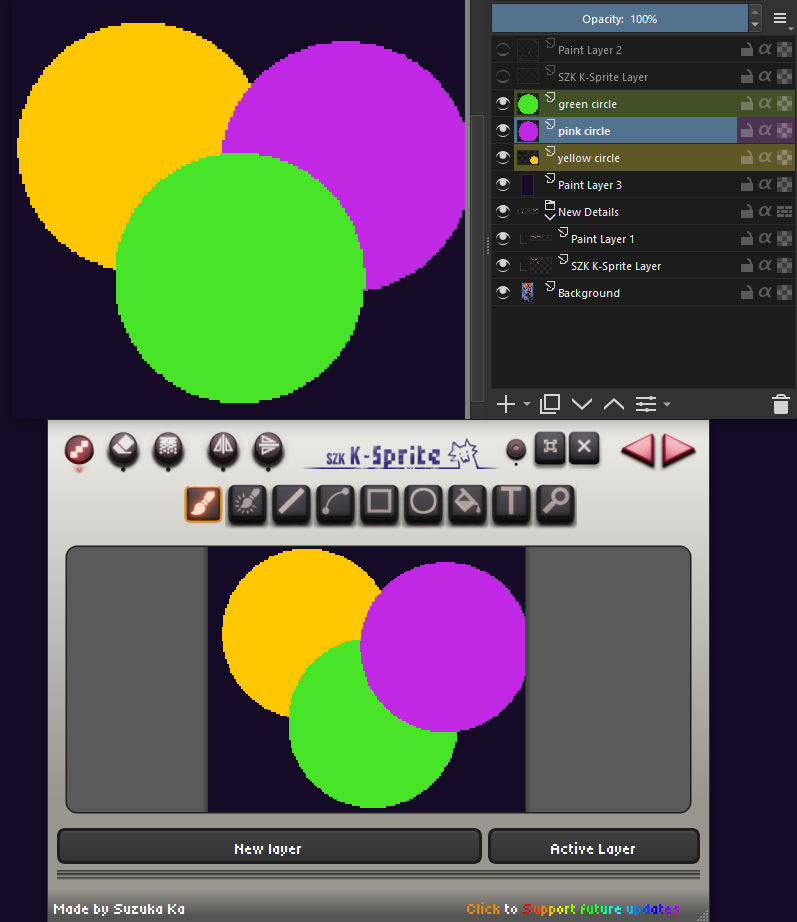 Opacity: 100%
Paint Layer 2
SZK K-Sprite Layer
green circle
pink circle
yellow circle
Paint Layer 3
New Details
Paint Layer 1
SZK K-Sprite Layer
Background
SZK K-Sprite
New layer
Active Layer
Made by Suzuka Ka
Click to Support future updates